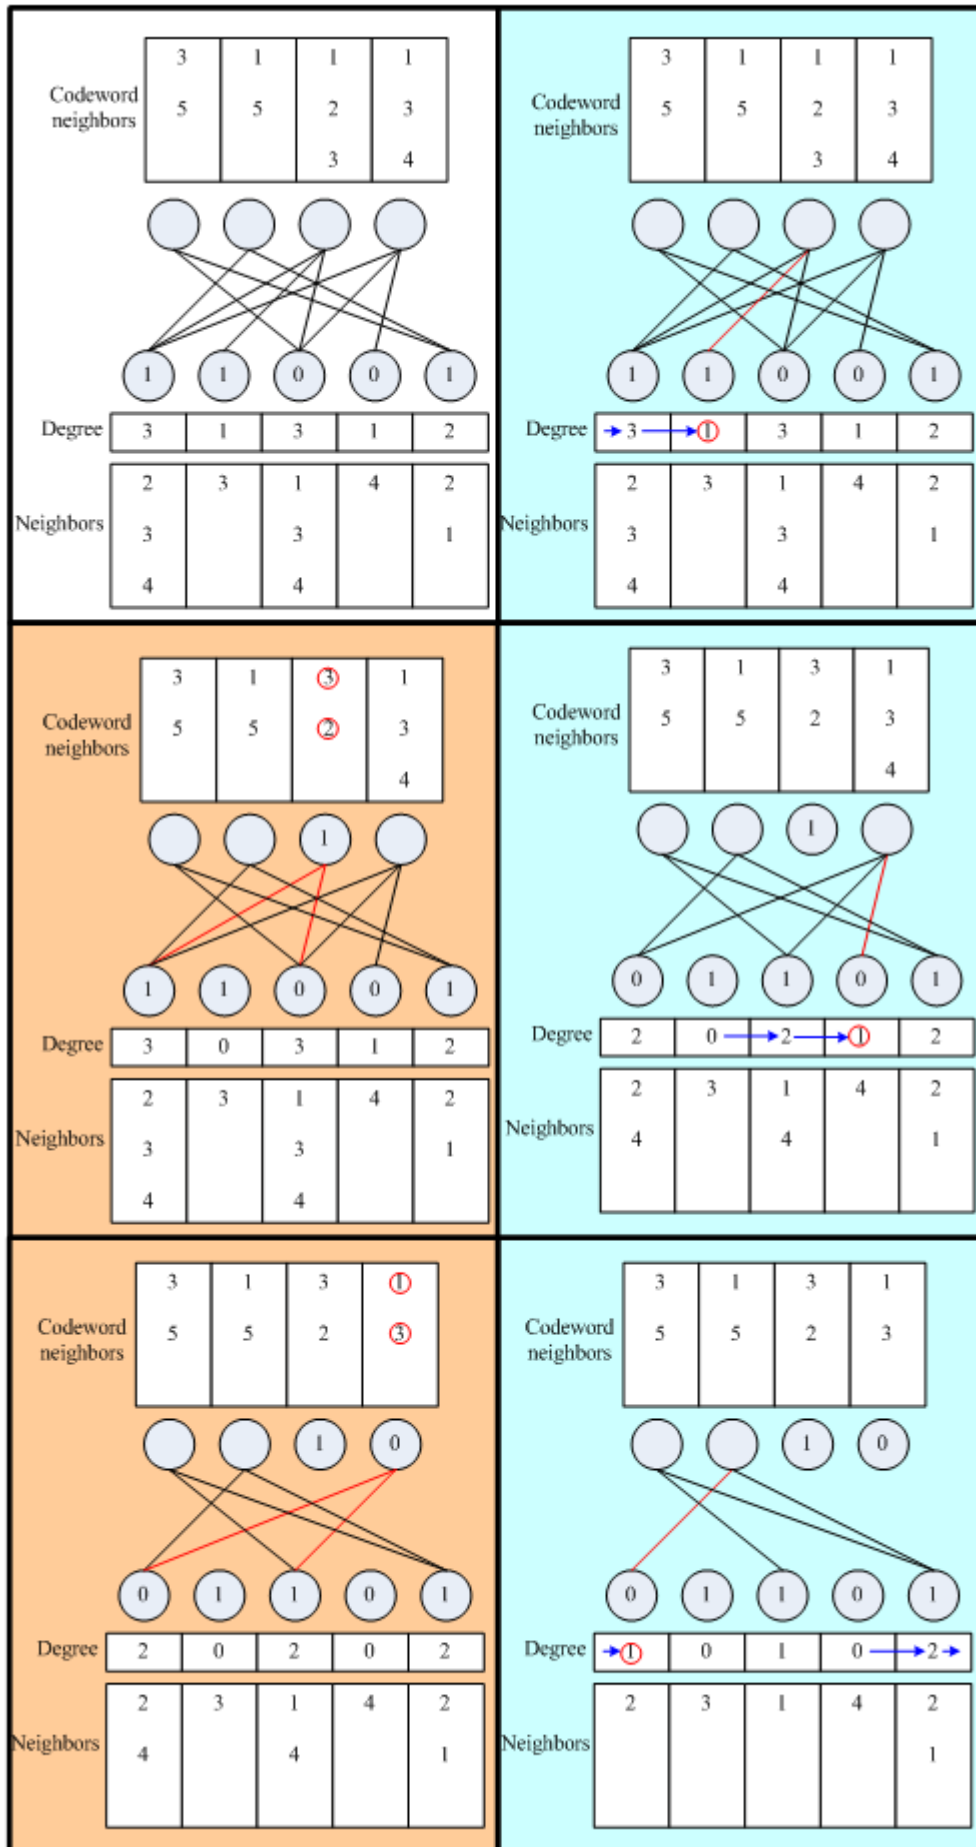 3 1 1 1
Codeword neighbors
5 5 2 3
3 4
1 1 0 0 1
Degree 3 1 3 1 2
2 3 1 4 2
Neighbors
3 3 1
4 4
3 1 1 1
Codeword neighbors
5 5 2 3
3 4
1 1 0 0 1
Degree 3 1 3 1 2
2 3 1 4 2
Neighbors
3 3 1
4 4
3 1 3 1
Codeword neighbors
5 5 2 3
4
1
1 1 0 0 1
Degree 3 0 3 1 2
2 3 1 4 2
Neighbors
3 3 1
4 4
3 1 3 1
Codeword neighbors
5 5 2 3
4
1
0 1 1 0 1
Degree 2 0 2 1 2
2 3 1 4 2
Neighbors
4 4 1
3 1 3 1
Codeword neighbors
5 5 2 3
1 0
0 1 1 0 1
Degree 2 0 2 0 2
2 3 1 4 2
Neighbors
4 4 1
3 1 3 1
Codeword neighbors
5 5 2 3
1 0
0 1 1 0 1
Degree 1 0 1 0 2
2 3 1 4 2
Neighbors
1